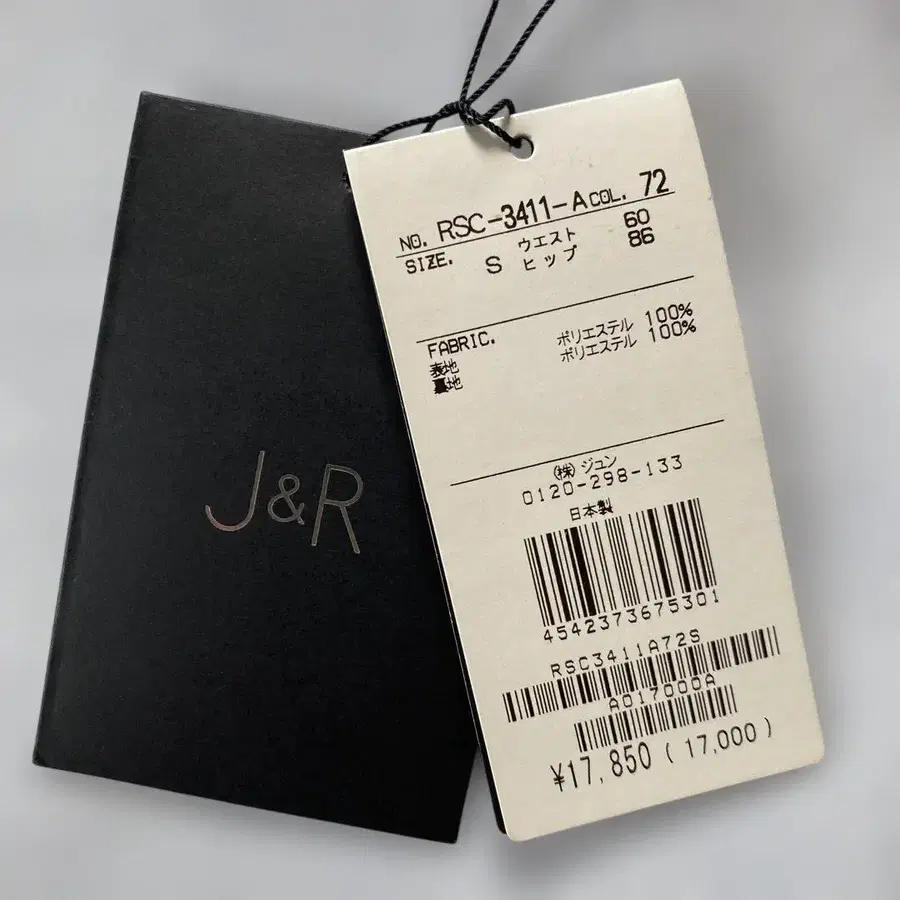 J&R
NO. RSC-3411-A COL. 72
SIZE. S ウエスト 60
ヒップ 86
FABRIC.
表地 ポリエステル 100%
裏地 ポリエステル 100%
㈱ ジュン
0120-298-133
日本製
4542373675301
RSC3411A72S
A017000A
¥17,850 (17,000)